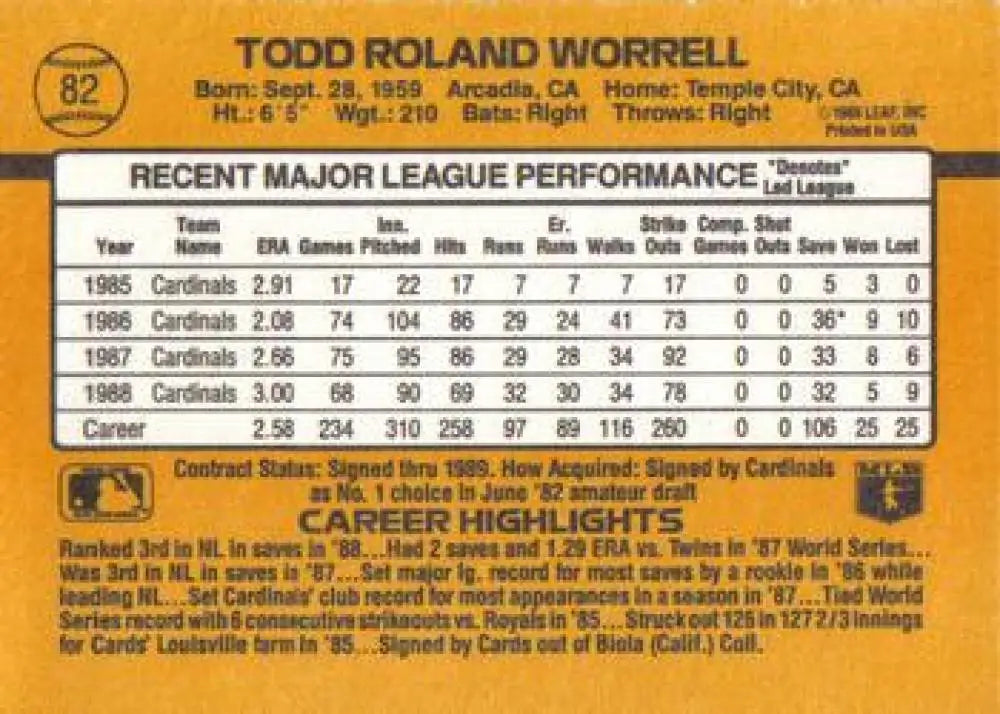 TODD ROLAND WORRELL
82
Born: Sept. 28, 1959 Arcadia, CA Home: Temple City, CA
Ht.: 6'5" Wgt.: 210 Bats: Right Throws: Right
© 1989 LEAF, INC.
Printed in USA
RECENT MAJOR LEAGUE PERFORMANCE "Denotes" Led League
Year Team Name ERA Games Inn. Pitched Hits Runs Er. Runs Walks Strike Outs Comp. Games Shut Outs Save Won Lost
1985 Cardinals 2.91 17 22 17 7 7 7 17 0 0 5 3 0
1986 Cardinals 2.08 74 104 86 29 24 41 73 0 0 36* 9 10
1987 Cardinals 2.66 75 95 86 29 28 34 92 0 0 33 8 6
1988 Cardinals 3.00 68 90 69 32 30 34 78 0 0 32 5 9
Career 2.58 234 310 258 97 89 116 260 0 0 106 25 25
Contract Status: Signed thru 1989. How Acquired: Signed by Cardinals
as No. 1 choice in June '82 amateur draft
CAREER HIGHLIGHTS
Ranked 3rd in NL in saves in '88...Had 2 saves and 1.29 ERA vs. Twins in '87 World Series...
Was 3rd in NL in saves in '87...Set major lg. record for most saves by a rookie in '86 while
leading NL...Set Cardinals' club record for most appearances in a season in '87...Tied World
Series record with 6 consecutive strikeouts vs. Royals in '85...Struck out 126 in 127 2/3 innings
for Cards' Louisville farm in '85...Signed by Cards out of Biola (Calif.) Coll.